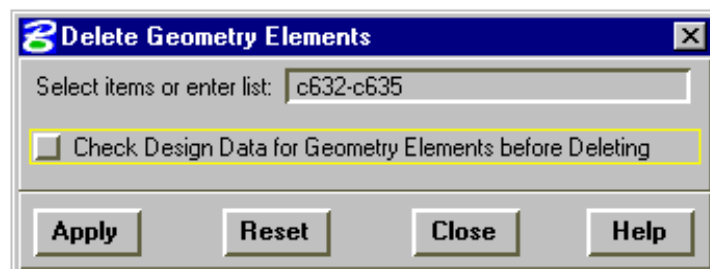 Delete Geometry Elements
Select items or enter list: c632-c635
Check Design Data for Geometry Elements before Deleting
Apply Reset Close Help